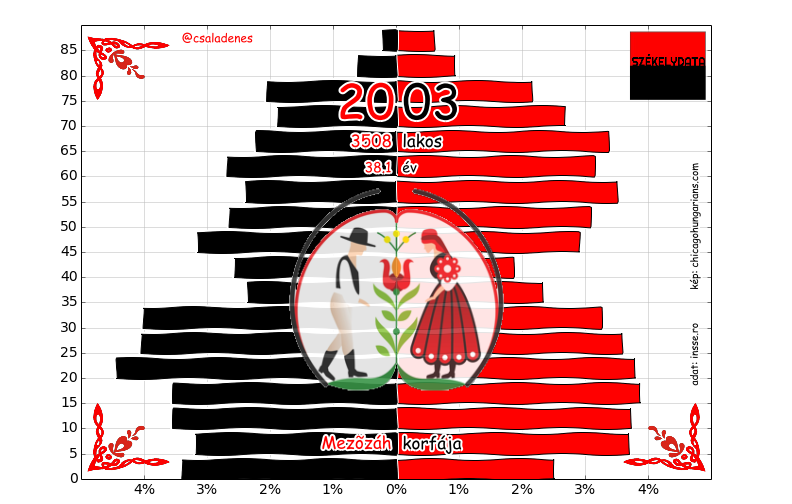 @csaladenes
SZÉKELYDATA
2003
3508 lakos
38.1 év
kép: chicagohungarians.com
adat: insse.ro
Mezőzáh korfája
85
80
75
70
65
60
55
50
45
40
35
30
25
20
15
10
5
0
4% 3% 2% 1% 0% 1% 2% 3% 4%